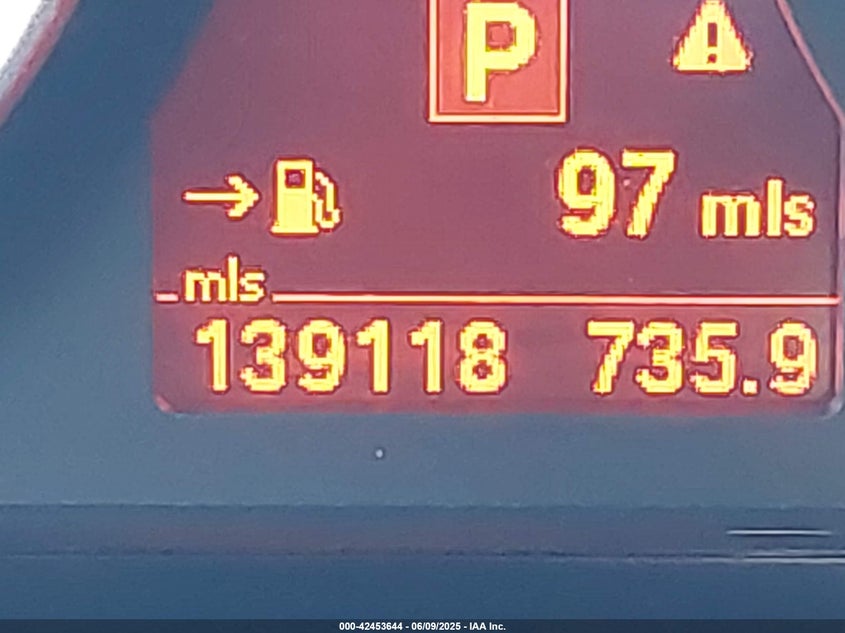 P
97 mls
mls
139118 735.9
000-42453644 - 06/09/2025 - IAA Inc.